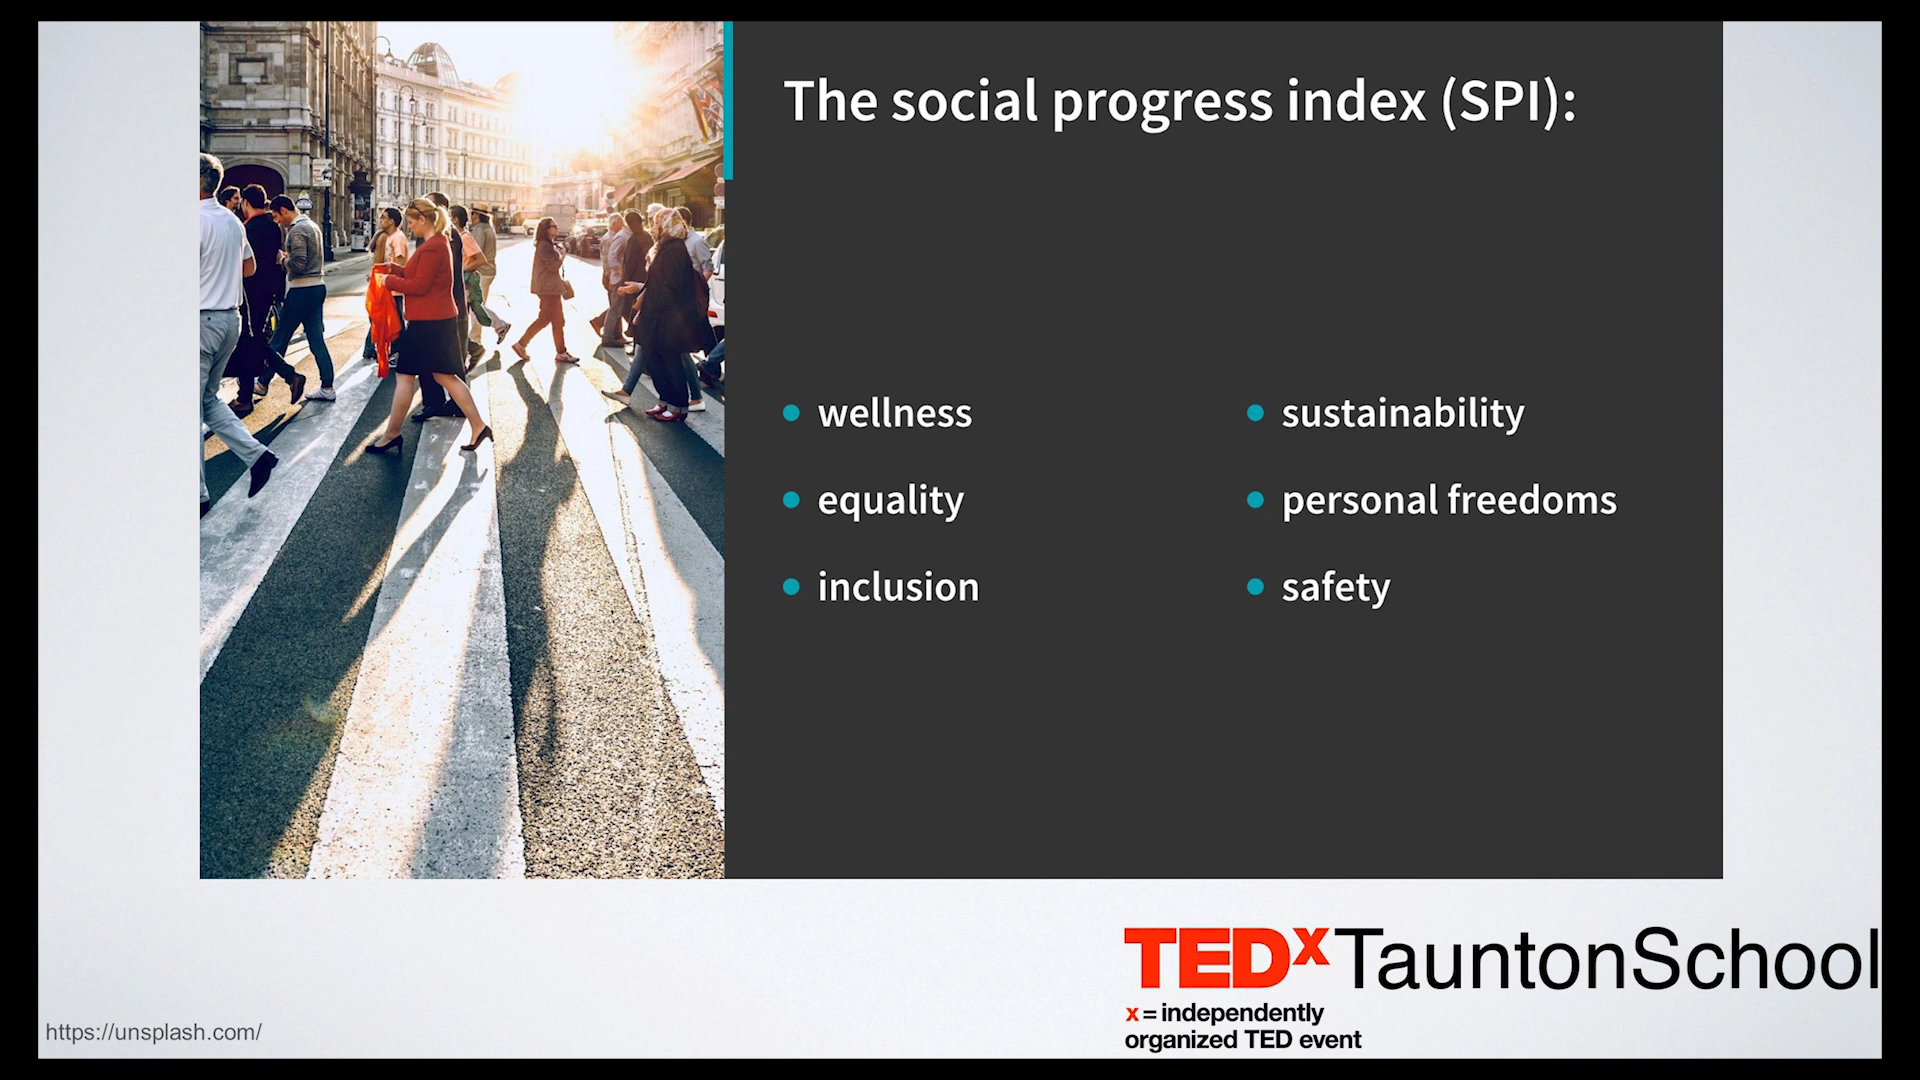 The social progress index (SPI):
wellness
equality
inclusion
sustainability
personal freedoms
safety
TEDxTauntonSchool
x = independently
organized TED event
https://unsplash.com/